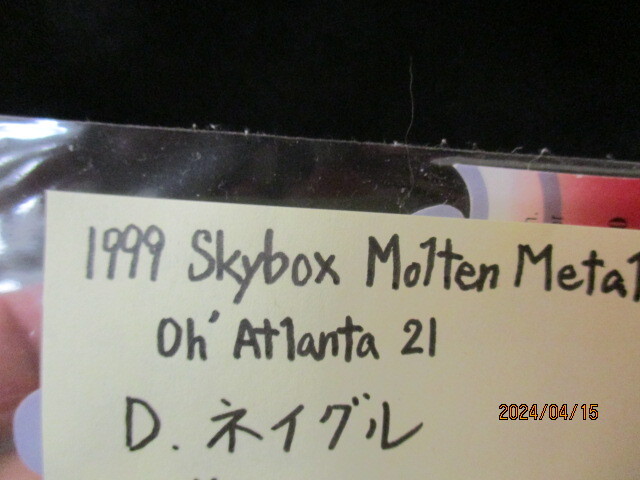 1999 Skybox Molten Metal
Oh' Atlanta 21
D. ネイグル
2024/04/15